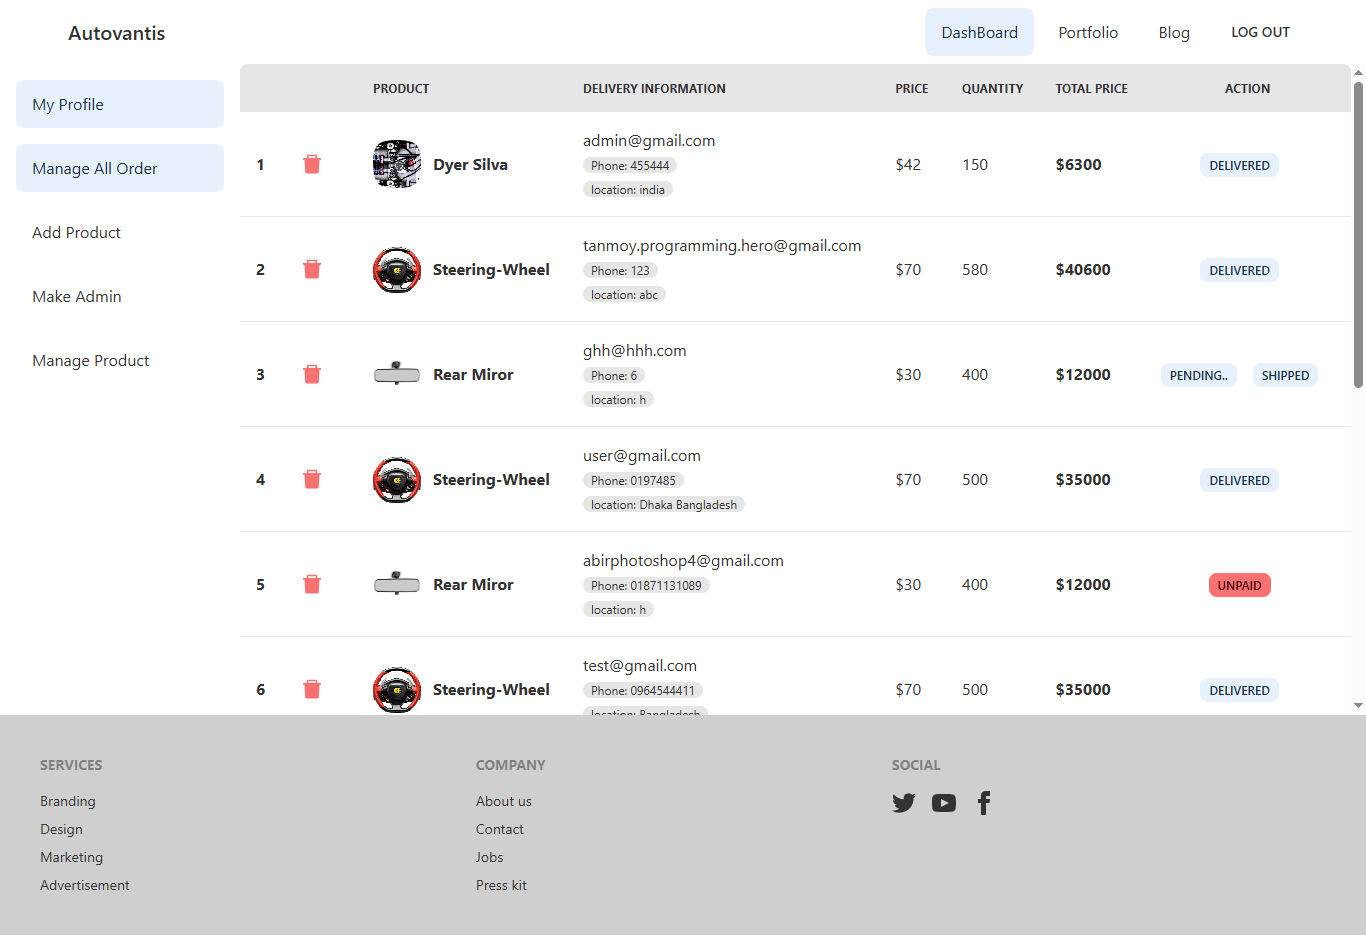 Autovantis
DashBoard
Portfolio
Blog
LOG OUT
My Profile
Manage All Order
Add Product
Make Admin
Manage Product
PRODUCT DELIVERY INFORMATION PRICE QUANTITY TOTAL PRICE ACTION
1 Dyer Silva admin@gmail.com $42 150 $6300 DELIVERED
Phone: 455444
location: india
2 Steering-Wheel tanmoy.programming.hero@gmail.com $70 580 $40600 DELIVERED
Phone: 123
location: abc
3 Rear Miror ghh@hhh.com $30 400 $12000 PENDING.. SHIPPED
Phone: 6
location: h
4 Steering-Wheel user@gmail.com $70 500 $35000 DELIVERED
Phone: 0197485
location: Dhaka Bangladesh
5 Rear Miror abirphotoshop4@gmail.com $30 400 $12000 UNPAID
Phone: 01871131089
location: h
6 Steering-Wheel test@gmail.com $70 500 $35000 DELIVERED
Phone: 0964544411
location: Bangladesh
SERVICES
Branding
Design
Marketing
Advertisement
COMPANY
About us
Contact
Jobs
Press kit
SOCIAL